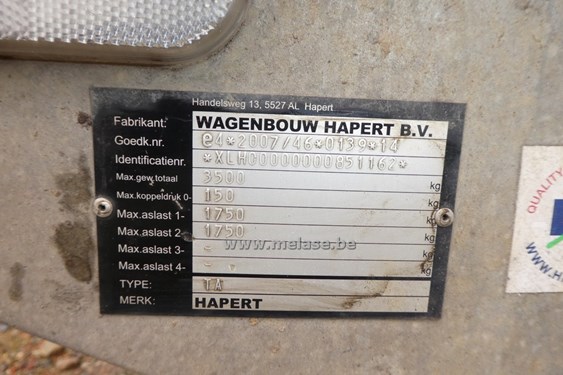 Handelsweg 13, 5527 AL Hapert
Fabrikant: WAGENBOUW HAPERT B.V.
Goedk.nr. e4*2007/46*0139*14
Identificatienr. *XLHG0000000851162*
Max.gew.totaal 3500 kg
Max.koppeldruk 0- 150 kg
Max.aslast 1- 1750 kg
Max.aslast 2- 1750 kg
www.melase.be
Max.aslast 3- - kg
Max.aslast 4- - kg
TYPE: TA
MERK: HAPERT
QUALITY